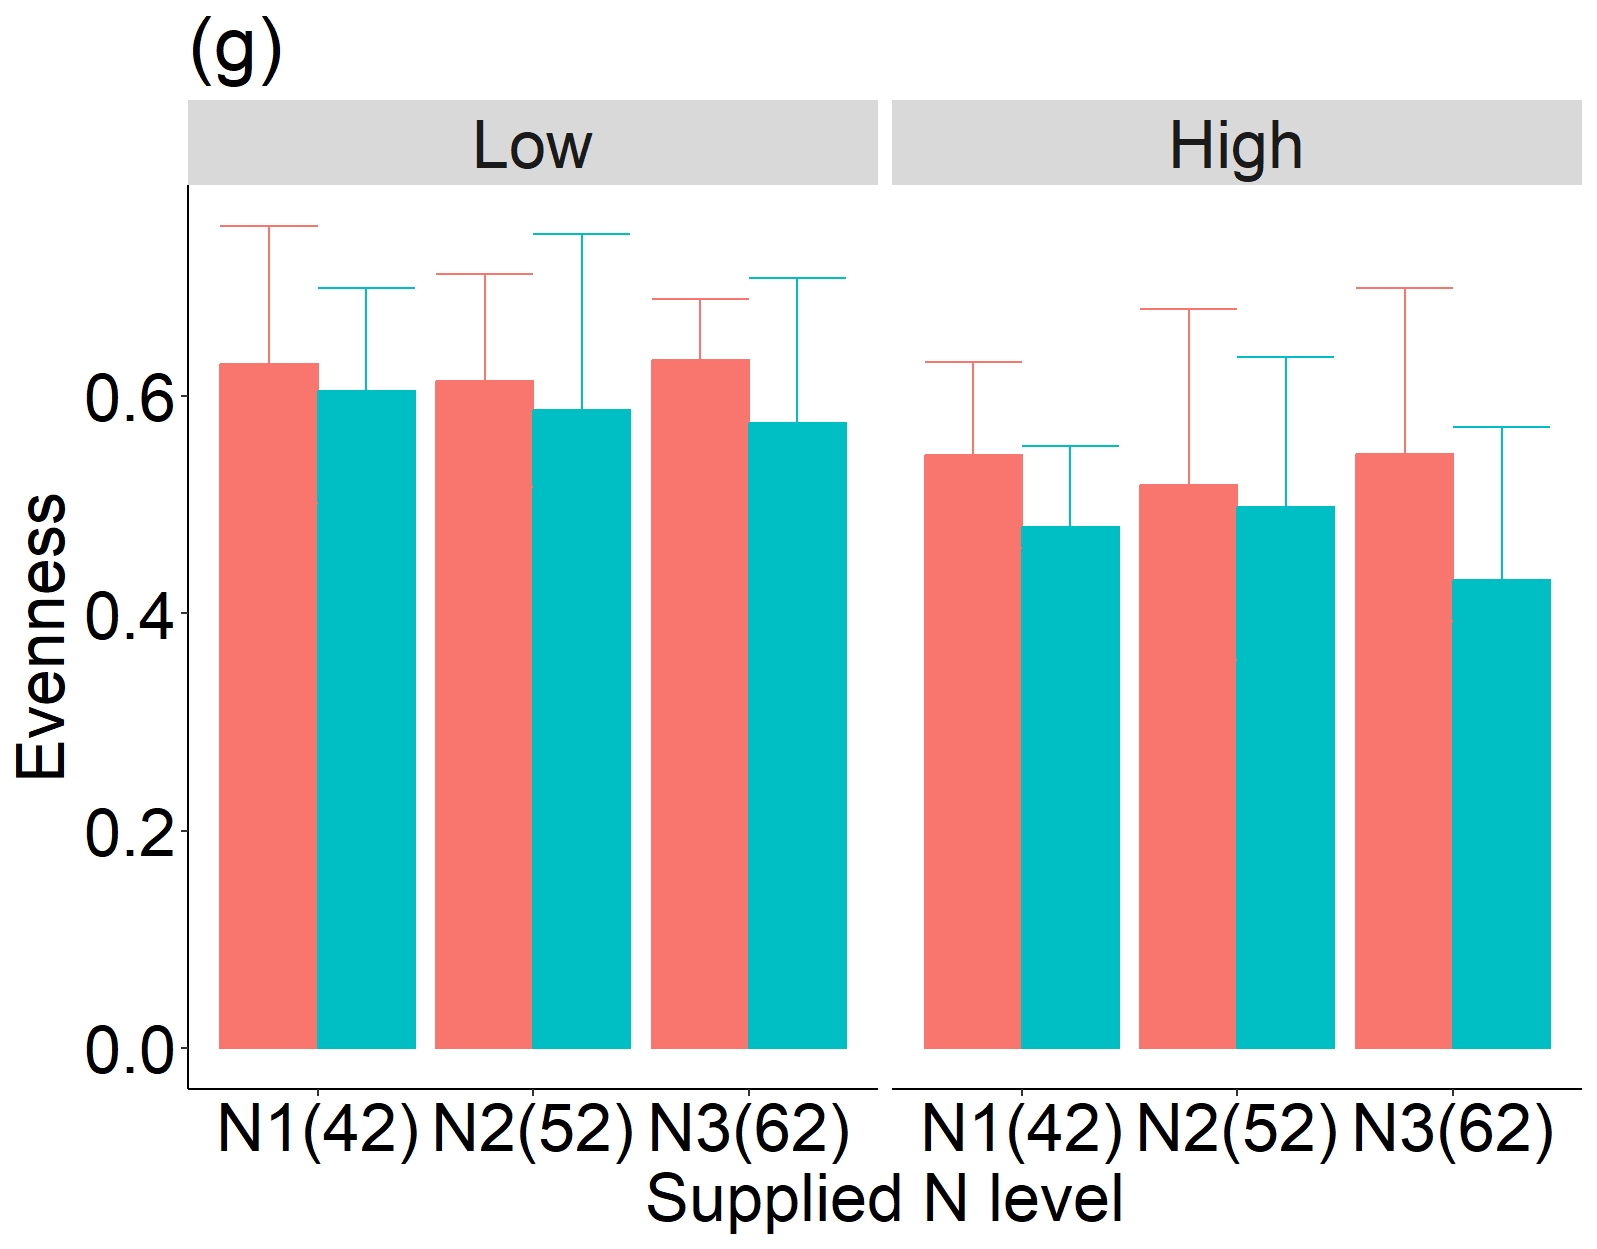 (g)
Low High
0.6
0.4
0.2
0.0
Evenness
N1(42) N2(52) N3(62) N1(42) N2(52) N3(62)
Supplied N level